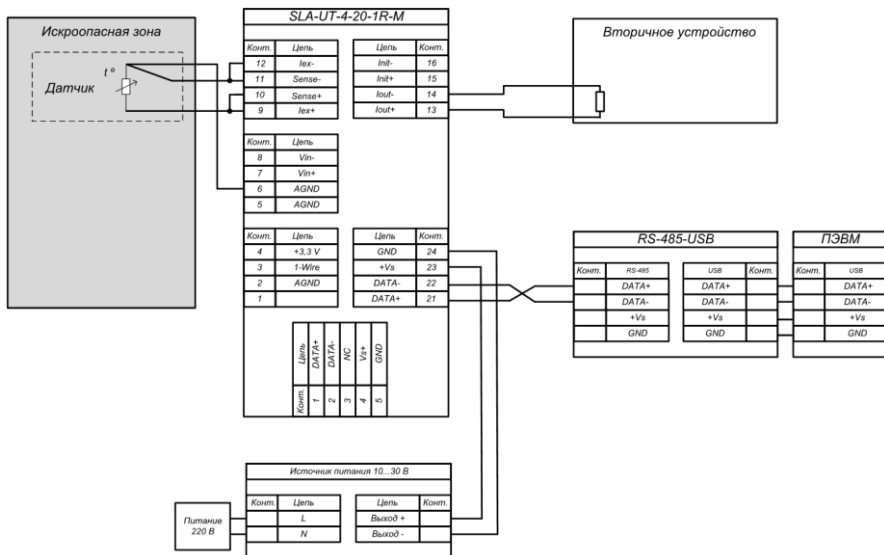 SLA-UT-4-20-1R-M
Искроопасная зона
Датчик
t º
Конт. Цепь
12 Iex-
11 Sense-
10 Sense+
9 Iex+
Цепь Конт.
Init- 16
Init+ 15
Iout- 14
Iout+ 13
Вторичное устройство
Конт. Цепь
8 Vin-
7 Vin+
6 AGND
5 AGND
Конт. Цепь
4 +3,3 V
3 1-Wire
2 AGND
1
Цепь Конт.
GND 24
+Vs 23
DATA- 22
DATA+ 21
RS-485-USB
Конт. RS-485
DATA+
DATA-
+Vs
GND
USB Конт.
DATA+
DATA-
+Vs
GND
ПЭВМ
Конт. USB
DATA+
DATA-
+Vs
GND
Конт. Цепь
1 DATA+
2 DATA-
3 NC
4 Vs+
5 GND
Источник питания 10...30 В
Конт. Цепь
L
N
Цепь Конт.
Выход +
Выход -
Питание
220 В